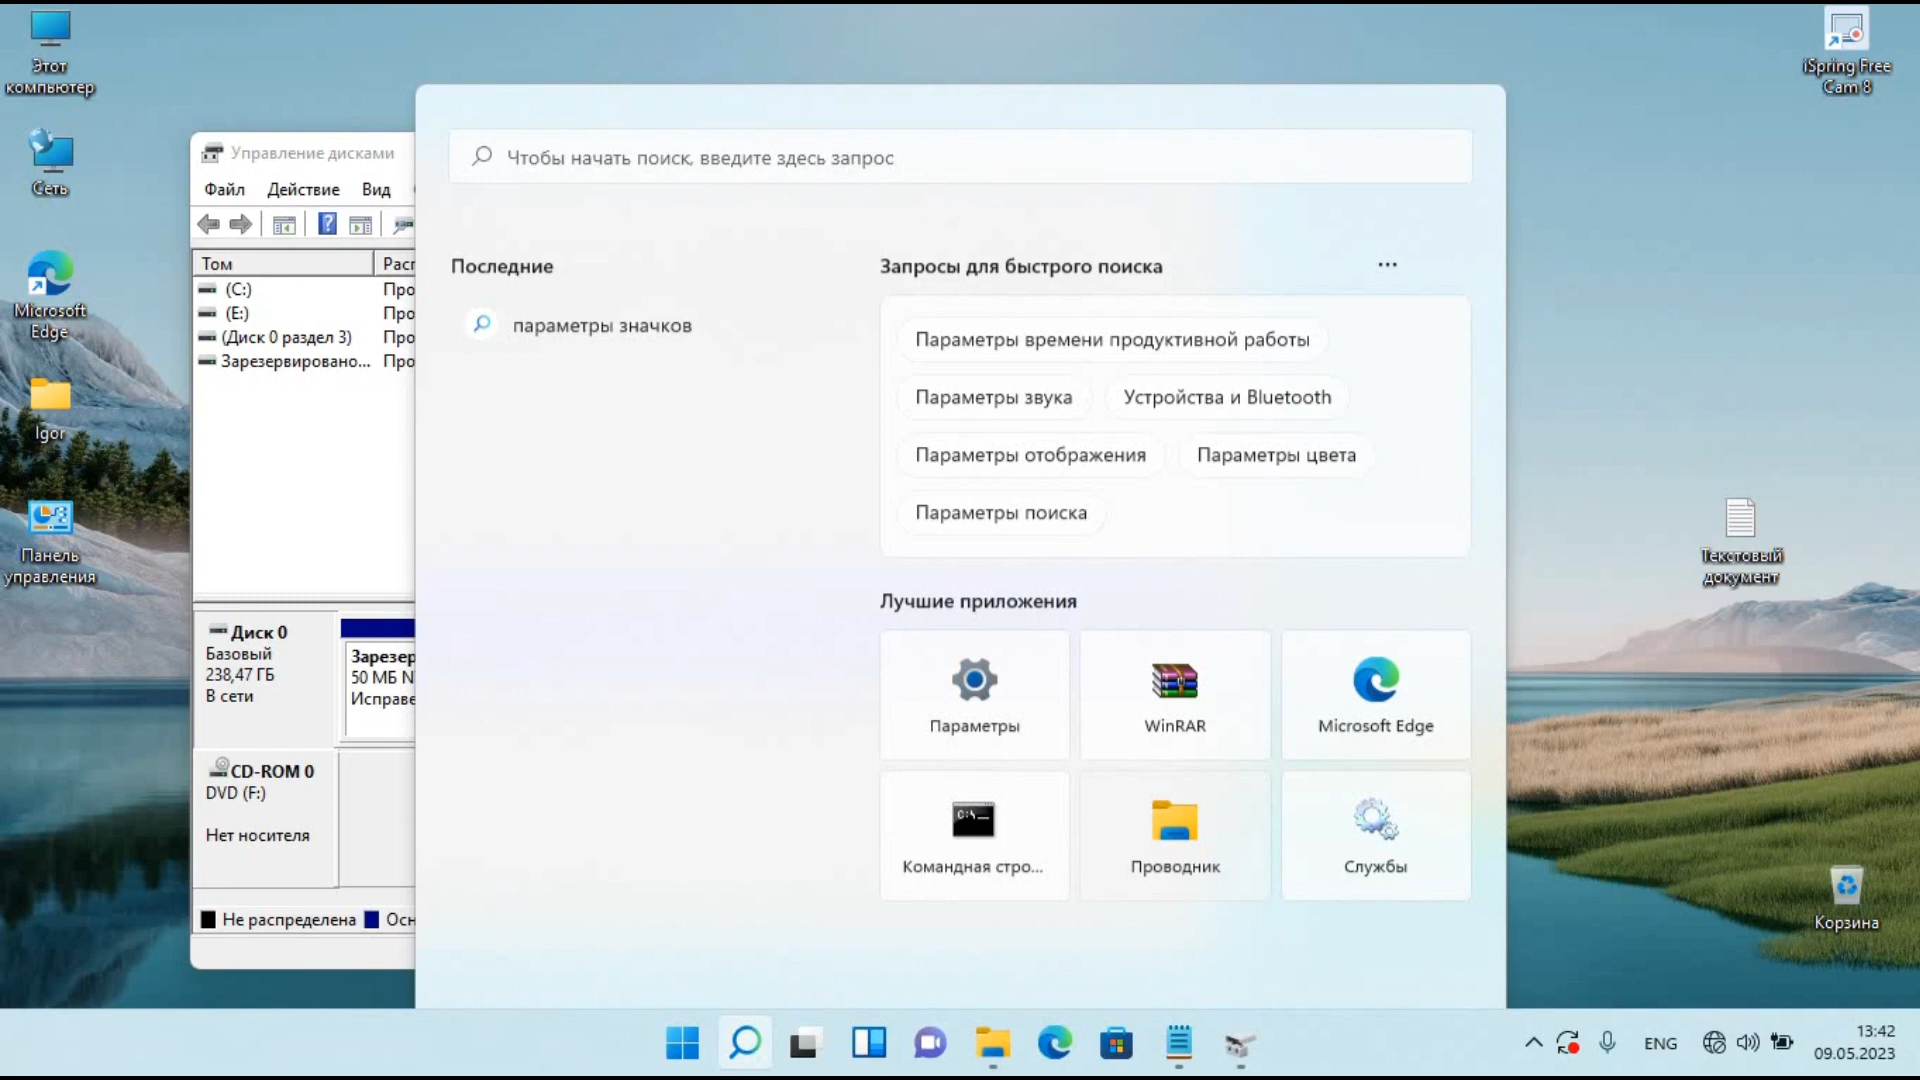 Этот
компьютер
Сеть
Microsoft
Edge
Igor
Панель
управления
iSpring Free
Cam 8
Текстовый
документ
Корзина
Управление дисками
Файл Действие Вид
Том
(C:)
(E:)
(Диск 0 раздел 3)
Зарезервировано...
Диск 0
Базовый
238,47 ГБ
В сети
50 МБ N
CD-ROM 0
DVD (F:)
Нет носителя
Не распределена
Чтобы начать поиск, введите здесь запрос
Последние
параметры значков
Запросы для быстрого поиска
Параметры времени продуктивной работы
Параметры звука
Устройства и Bluetooth
Параметры отображения
Параметры цвета
Параметры поиска
Лучшие приложения
Параметры
WinRAR
Microsoft Edge
Командная стро...
Проводник
Службы
ENG
13:42
09.05.2023